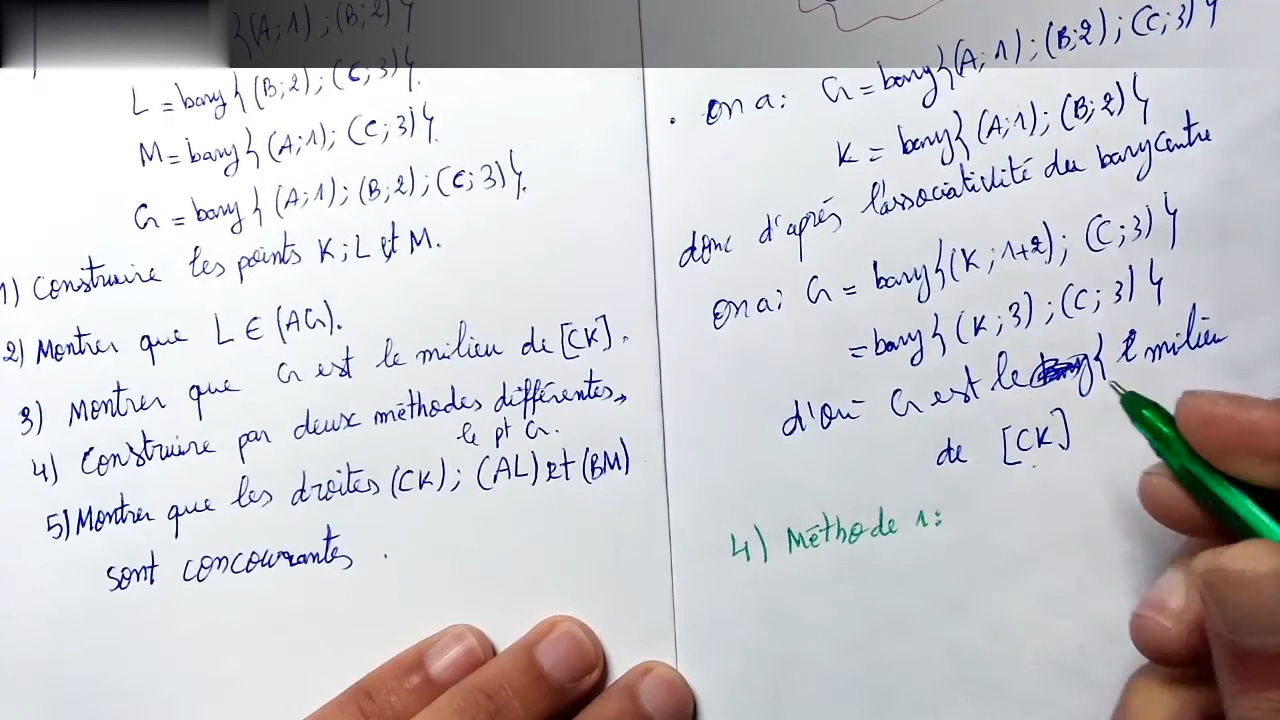 {(A;1);(B;2)}
L = bary{(B;2);(C;3)}.
M = bary{(A;1);(C;3)}.
G = bary{(A;1);(B;2);(C;3)}.
1) Construire les points K; L et M.
2) Montrer que L ∈ (AG).
3) Montrer que G est le milieu de [CK].
4) Construire par deux méthodes différentes,
le pt G.
5) Montrer que les droites (CK); (AL) et (BM)
sont concourantes.
. on a: G = bary{(A;1);(B;2);(C;3)}
K = bary{(A;1);(B;2)}
donc d'aprés l'associativité du barycentre
on a: G = bary{(K;1+2);(C;3)}
= bary{(K;3);(C;3)}
d'où G est le milieu
de [CK]
4) Méthode 1: